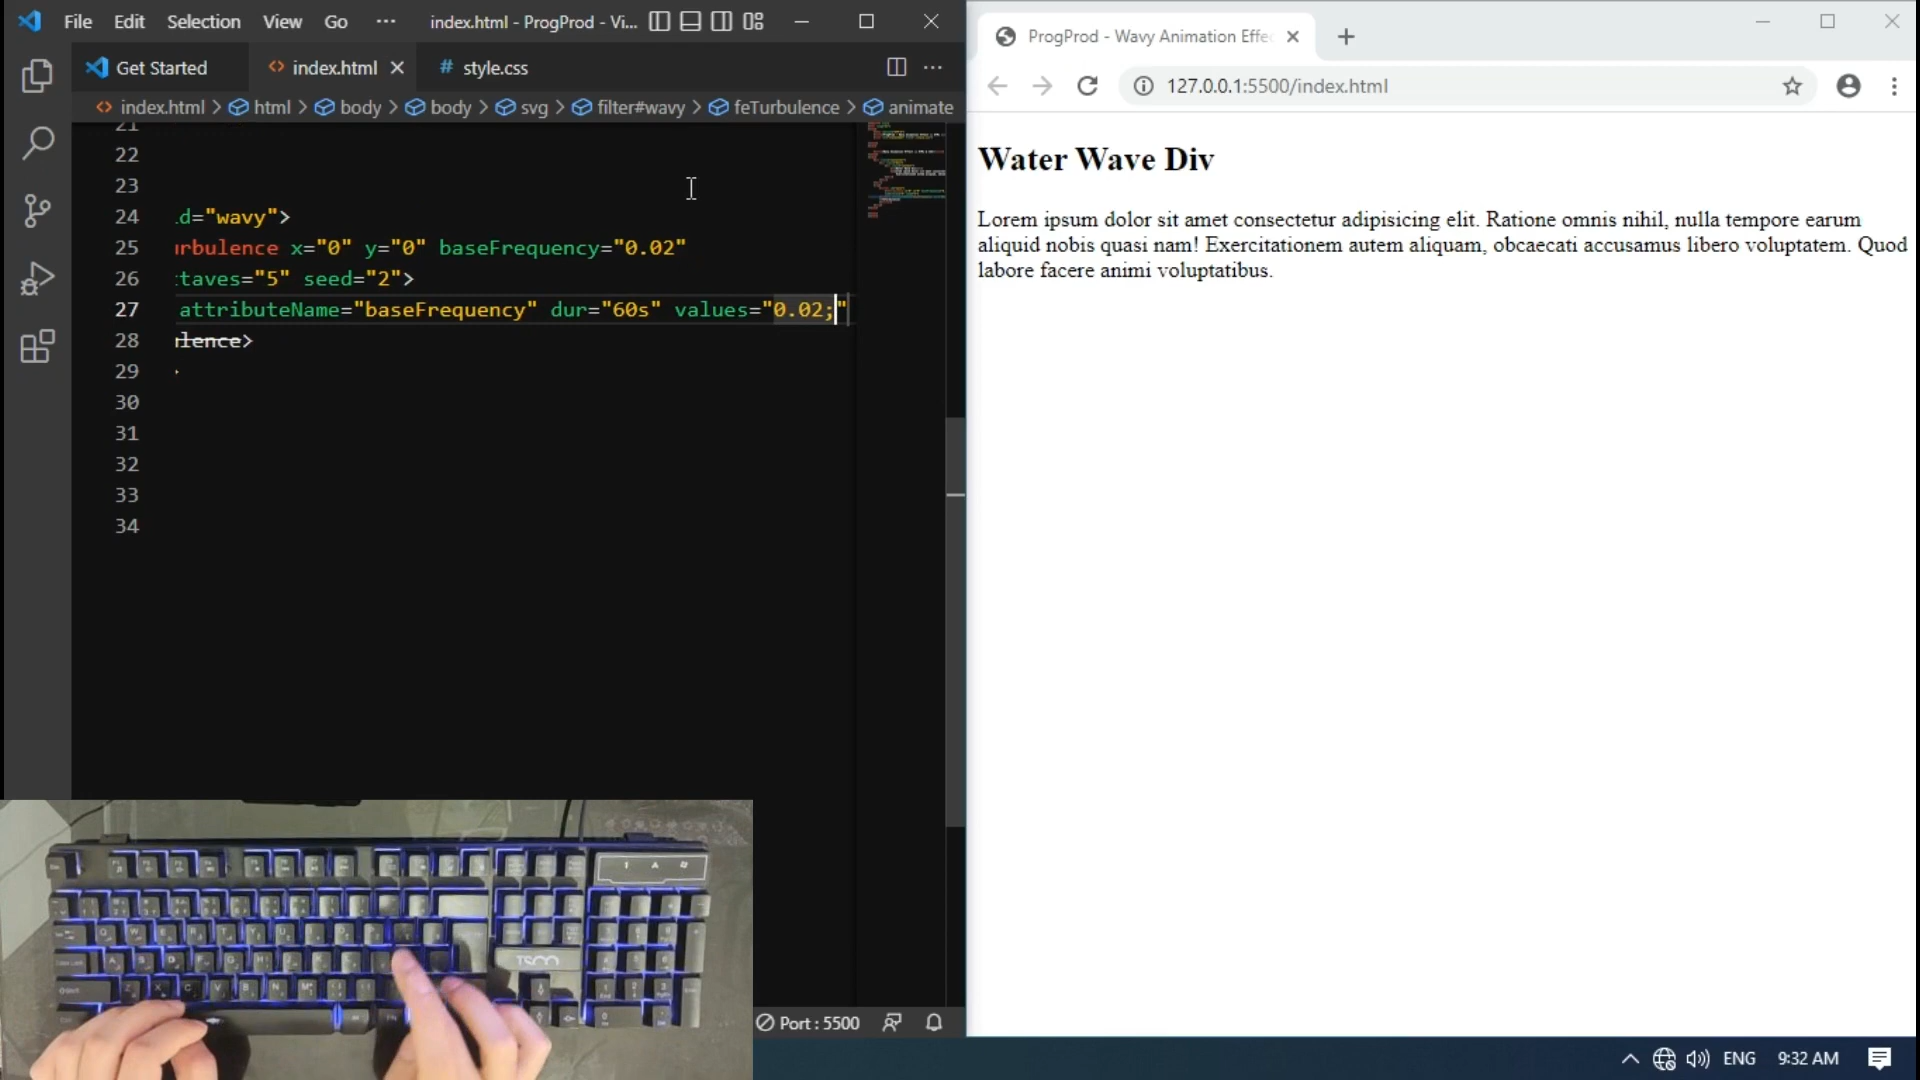 File Edit Selection View Go ··· index.html - ProgProd - Vi...
Get Started
index.html
# style.css
index.html > html > body > body > svg > filter#wavy > feTurbulence > animate
21
22
23
24 d="wavy">
25 rbulence x="0" y="0" baseFrequency="0.02"
26 taves="5" seed="2">
27 attributeName="baseFrequency" dur="60s" values="0.02;"
28 lence>
29
30
31
32
33
34
Port : 5500
ProgProd - Wavy Animation Effec
127.0.0.1:5500/index.html
Water Wave Div
Lorem ipsum dolor sit amet consectetur adipisicing elit. Ratione omnis nihil, nulla tempore earum
aliquid nobis quasi nam! Exercitationem autem aliquam, obcaecati accusamus libero voluptatem. Quod
labore facere animi voluptatibus.
TSCO
ENG 9:32 AM